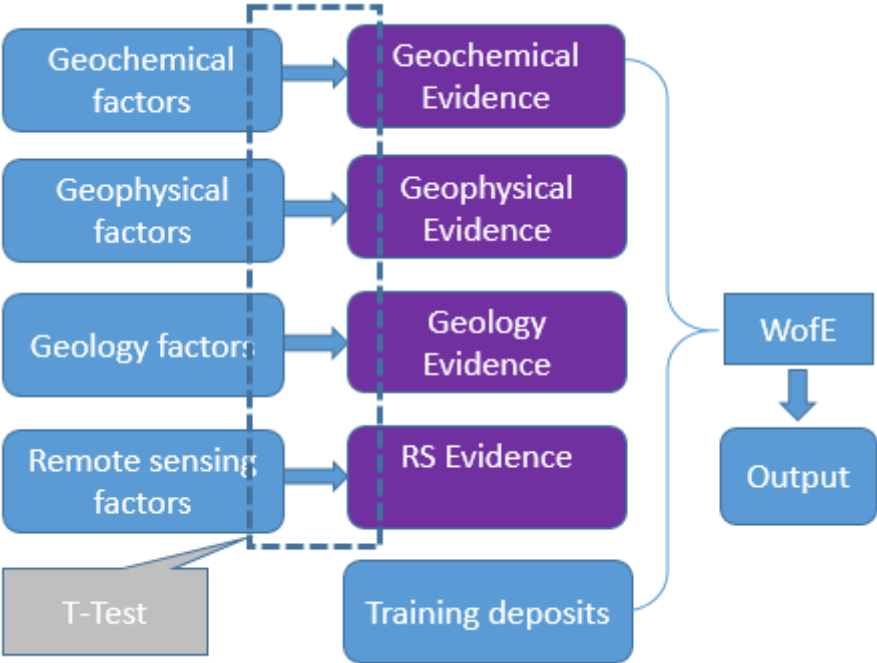 Geochemical
factors
Geochemical
Evidence
Geophysical
factors
Geophysical
Evidence
Geology factors
Geology
Evidence
Remote sensing
factors
RS Evidence
T-Test
Training deposits
WofE
Output